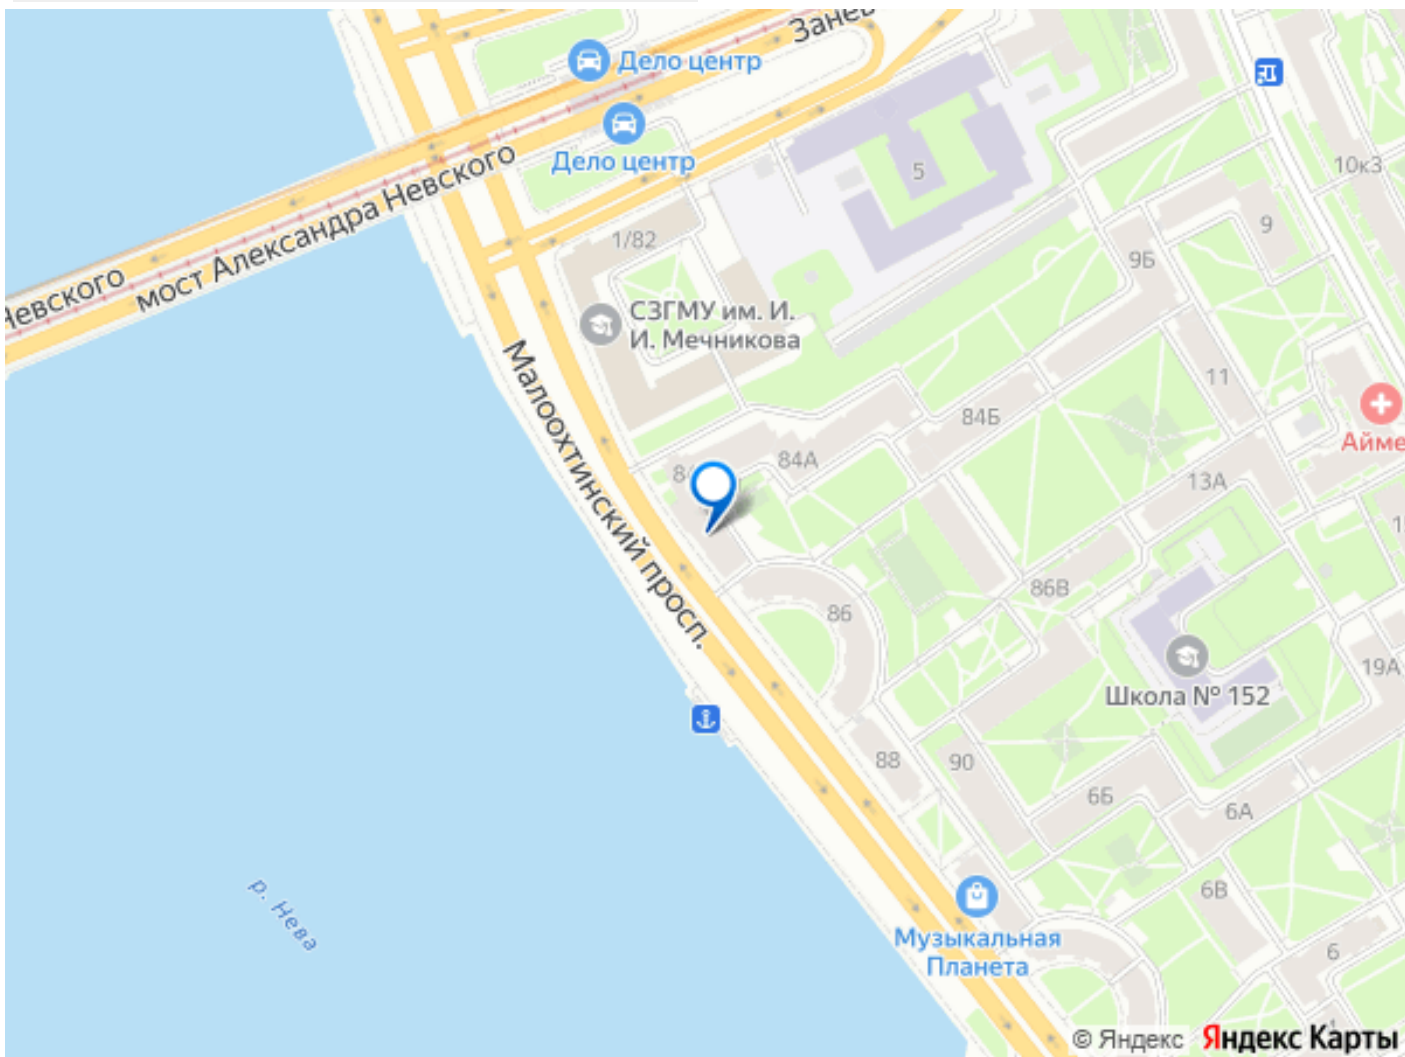 Занев
Дело центр
Дело центр
мост Александра Невского
Невского
5
10к3
9
9Б
1/82
СЗГМУ им. И.
И. Мечникова
Малоохтинский просп.
11
84Б
84А
Айме
13А
86В
86
Школа № 152
19А
88
90
6Б
6А
6В
6
р. Нева
Музыкальная
Планета
© Яндекс
Яндекс Карты